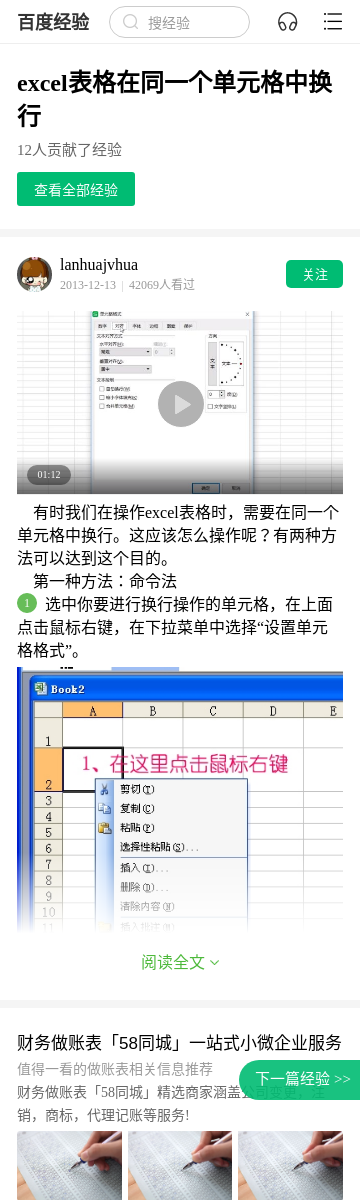 百度经验
搜经验
excel表格在同一个单元格中换
行
12人贡献了经验
查看全部经验
lanhuajvhua
2013-12-13 | 42069人看过
关注
01:12
有时我们在操作excel表格时，需要在同一个
单元格中换行。这应该怎么操作呢？有两种方
法可以达到这个目的。
第一种方法：命令法
1 选中你要进行换行操作的单元格，在上面
点击鼠标右键，在下拉菜单中选择“设置单元
格格式”。
Book2
A B C D E
1
2
3
4
5
6
7
8
9
10
1、在这里点击鼠标右键
剪切(T)
复制(C)
粘贴(P)
选择性粘贴(S)...
插入(I)...
删除(D)...
清除内容(N)
插入批注(M)
阅读全文
财务做账表「58同城」一站式小微企业服务
值得一看的做账表相关信息推荐
下一篇经验 >>
财务做账表「58同城」精选商家涵盖公司变更、注
销，商标，代理记账等服务!